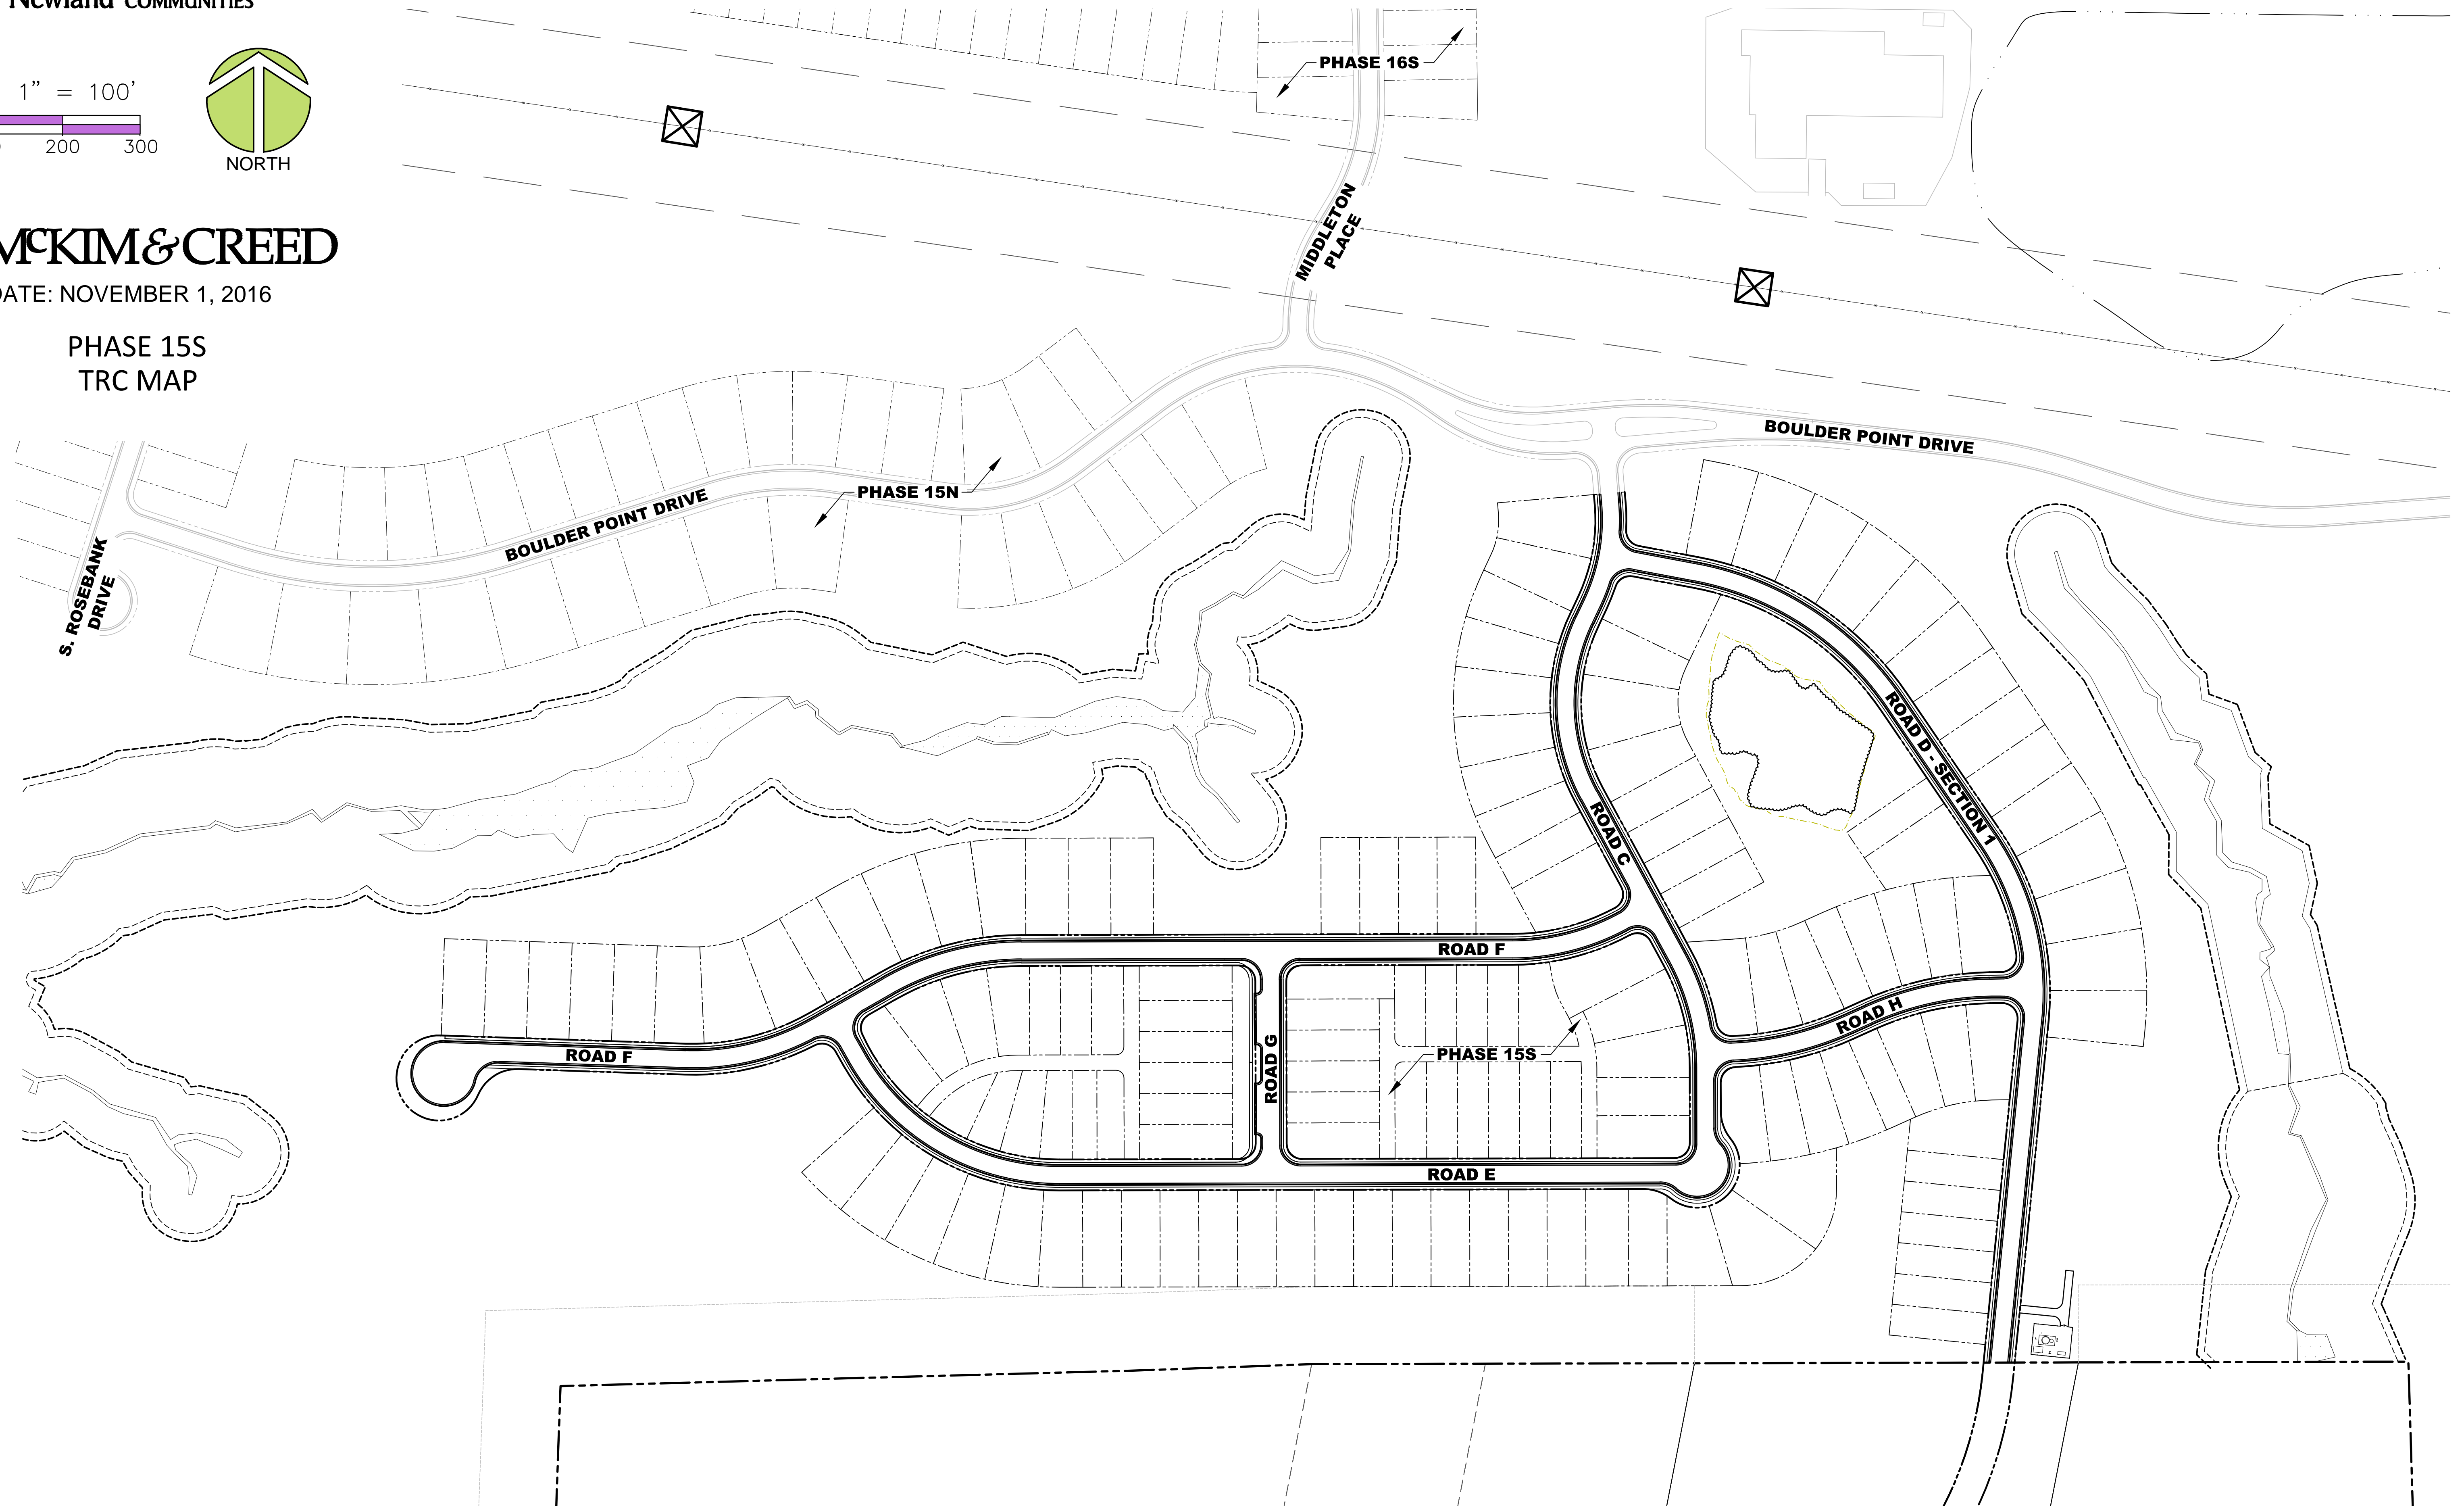 Newland COMMUNITIES
1" = 100'
200 300
NORTH
McKIM&CREED
DATE: NOVEMBER 1, 2016
PHASE 15S
TRC MAP
PHASE 16S
MIDDLETON
PLACE
BOULDER POINT DRIVE
PHASE 15N
BOULDER POINT DRIVE
S. ROSEBANK
DRIVE
ROAD D - SECTION 1
ROAD C
ROAD F
ROAD H
ROAD F
ROAD G
PHASE 15S
ROAD E